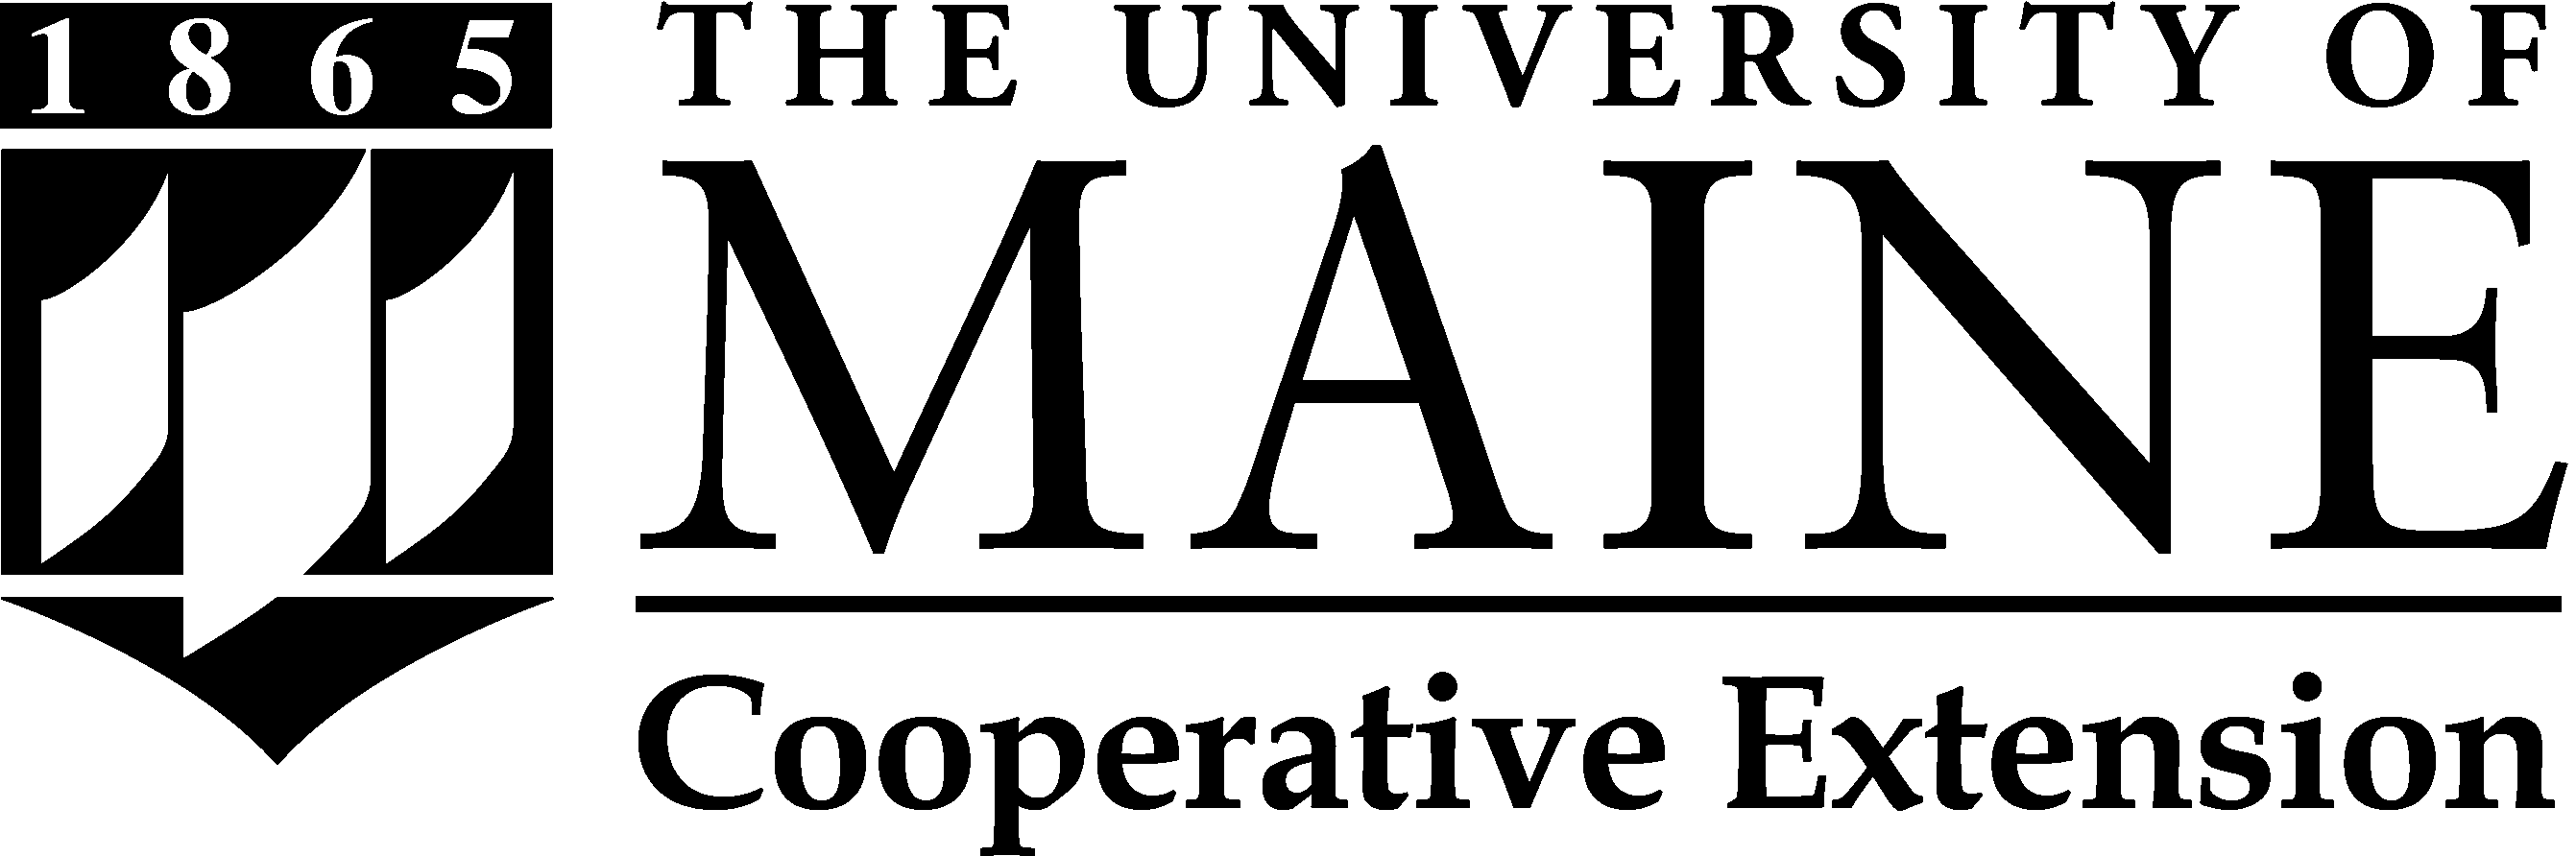 1865
THE UNIVERSITY OF
MAINE
Cooperative Extension